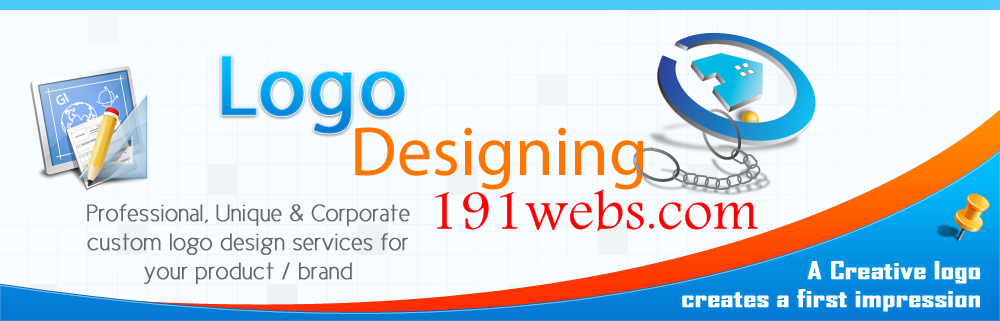 GI
Logo
Designing
191webs.com
Professional, Unique & Corporate
custom logo design services for
your product / brand
A Creative logo
creates a first impression